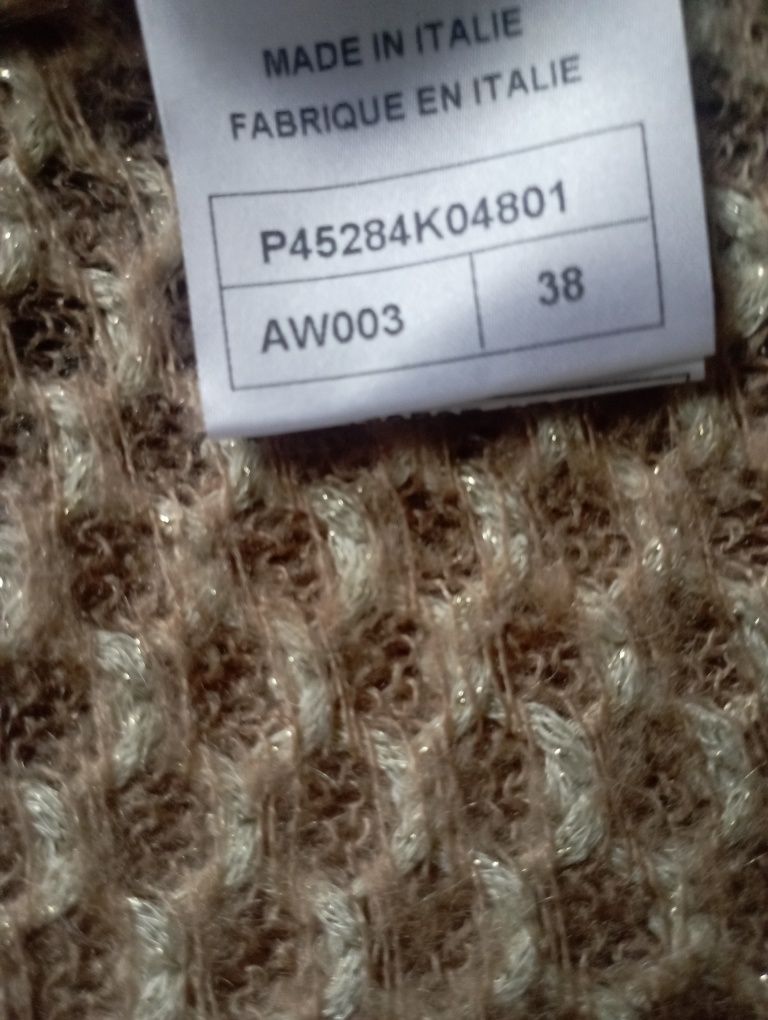 MADE IN ITALIE
FABRIQUE EN ITALIE
P45284K04801
AW003 38